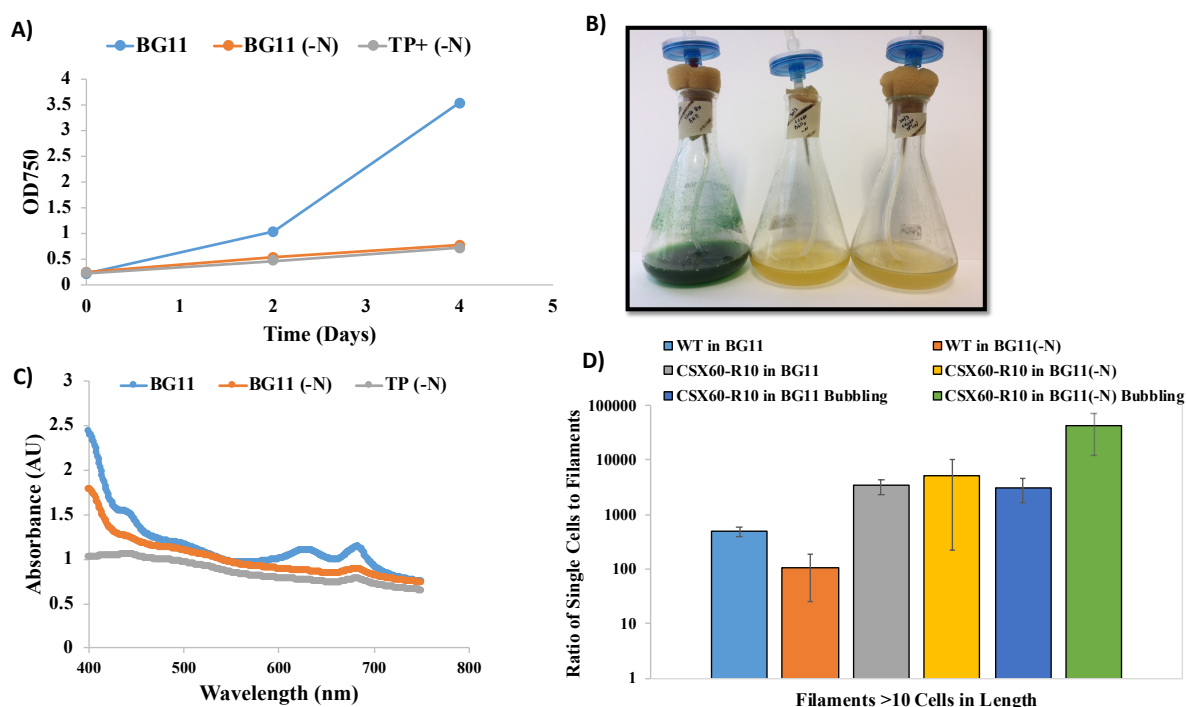 A)
BG11 BG11 (-N) TP+ (-N)
4
3.5
3
2.5
2
1.5
1
0.5
0
0 1 2 3 4 5
OD750
Time (Days)
B)
C)
BG11 BG11 (-N) TP (-N)
3
2.5
2
1.5
1
0.5
0
400 500 600 700 800
Absorbance (AU)
Wavelength (nm)
D)
WT in BG11 WT in BG11(-N)
CSX60-R10 in BG11 CSX60-R10 in BG11(-N)
CSX60-R10 in BG11 Bubbling CSX60-R10 in BG11(-N) Bubbling
100000
10000
1000
100
10
1
Ratio of Single Cells to Filaments
Filaments >10 Cells in Length